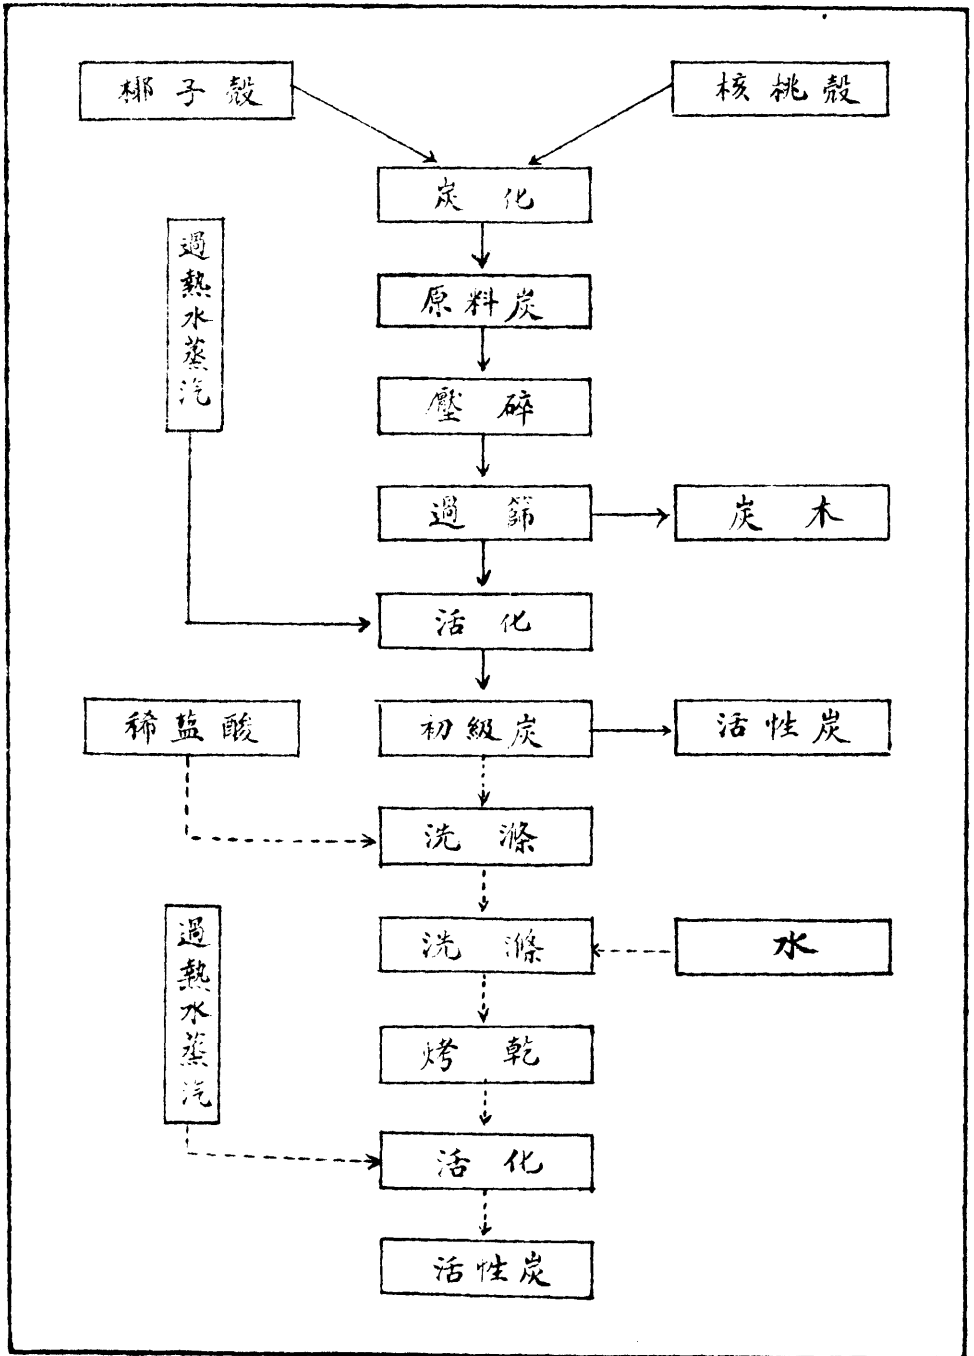 椰子殼
核桃殼
炭化
過熱水蒸汽
原料炭
壓碎
過篩
炭木
活化
稀盐酸
初級炭
活性炭
洗滌
過熱水蒸汽
洗滌
水
烤乾
活化
活性炭